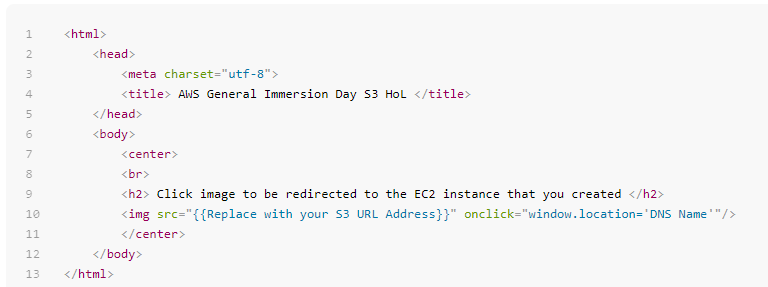 1 <html>
2 <head>
3 <meta charset="utf-8">
4 <title> AWS General Immersion Day S3 HoL </title>
5 </head>
6 <body>
7 <center>
8 <br>
9 <h2> Click image to be redirected to the EC2 instance that you created </h2>
10 <img src="{{Replace with your S3 URL Address}}" onclick="window.location='DNS Name'"/>
11 </center>
12 </body>
13 </html>